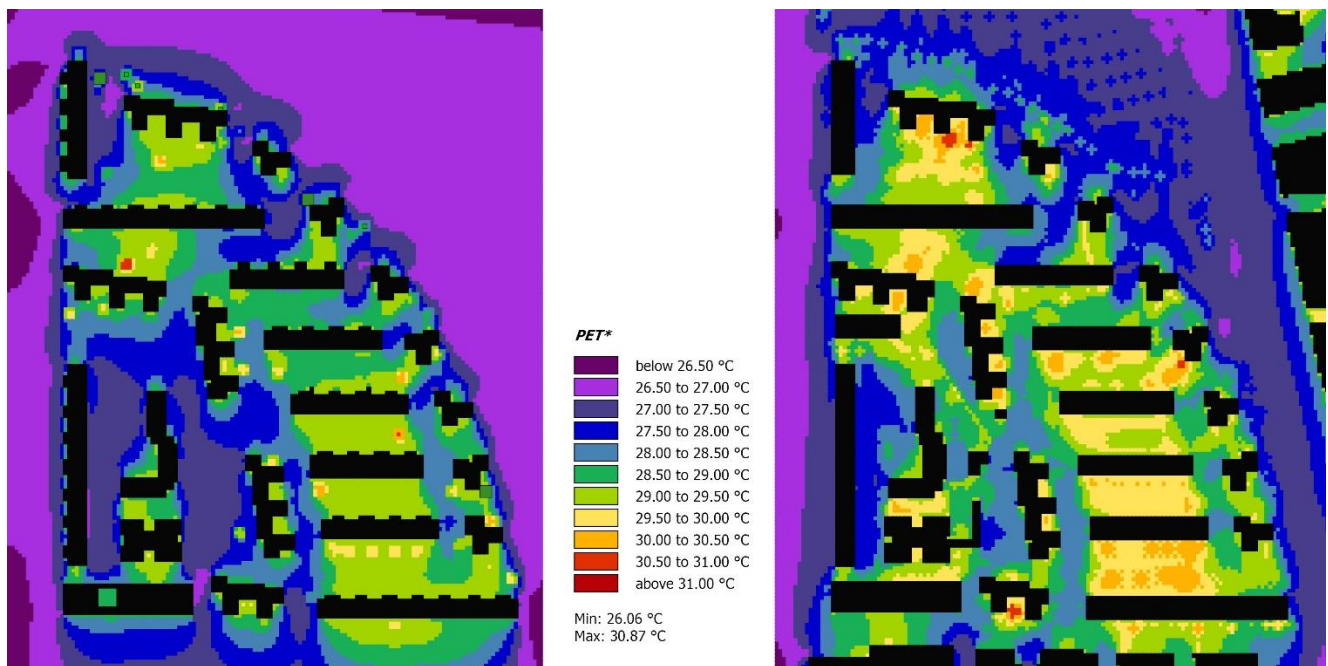 PET*
below 26.50 °C
26.50 to 27.00 °C
27.00 to 27.50 °C
27.50 to 28.00 °C
28.00 to 28.50 °C
28.50 to 29.00 °C
29.00 to 29.50 °C
29.50 to 30.00 °C
30.00 to 30.50 °C
30.50 to 31.00 °C
above 31.00 °C
Min: 26.06 °C
Max: 30.87 °C